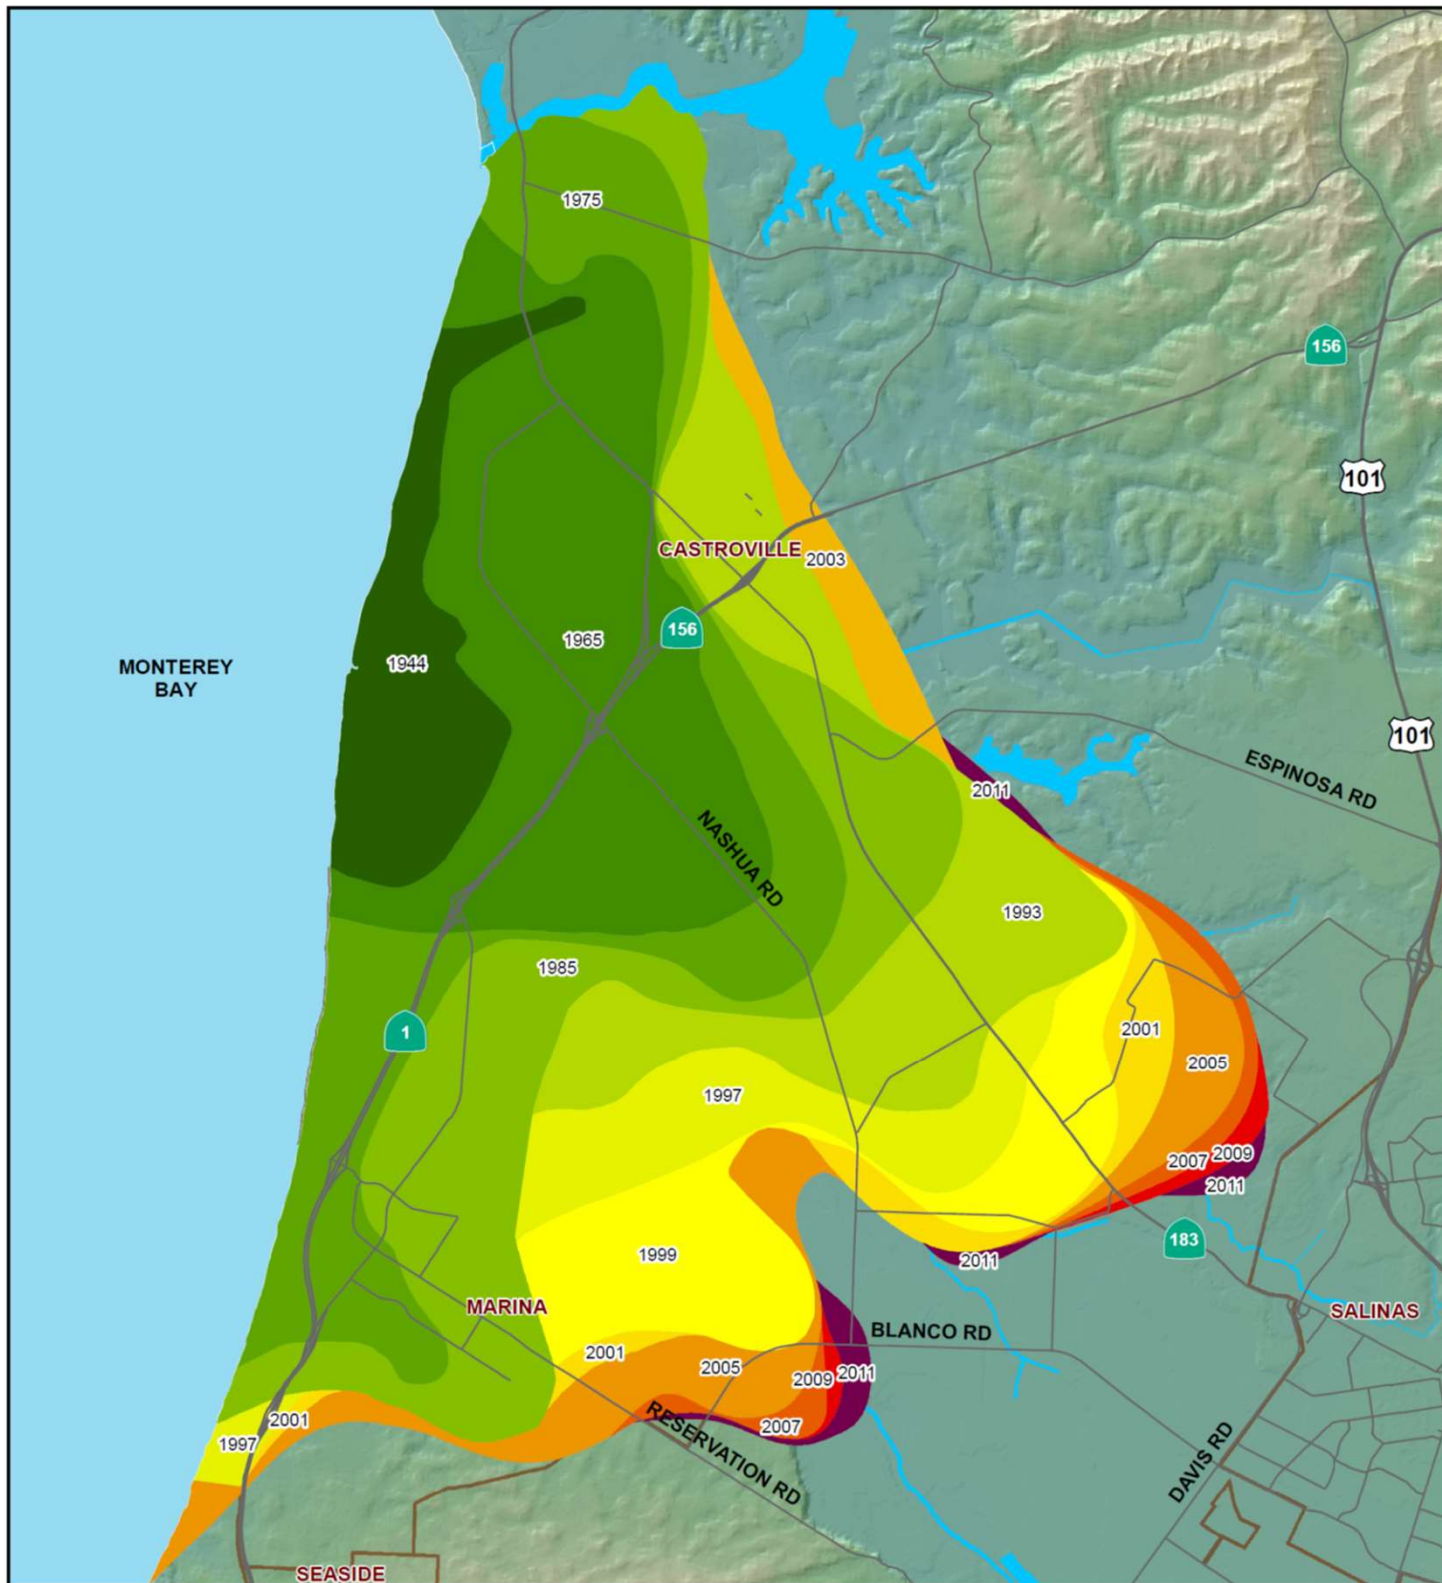 1975
156
101
CASTROVILLE
2003
156
1965
1944
MONTEREY
BAY
101
ESPINOSA RD
2011
NASHUA RD
1993
1985
1
2001
2005
1997
2009
2007
2011
183
1999
2011
MARINA
SALINAS
BLANCO RD
2001
2005
2009
2011
2001
1997
2007
RESERVATION RD
DAVIS RD
SEASIDE